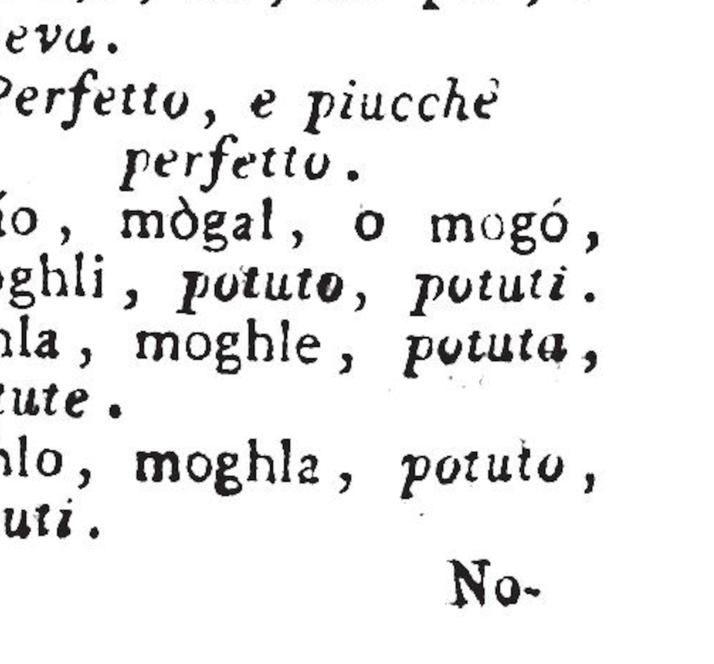 eva.
Perfetto, e piucchè
perfetto.
ío, mògal, o mogó,
ghli, potuto, potuti.
hla, moghle, potuta,
tute.
hlo, moghla, potuto,
uti.
No-